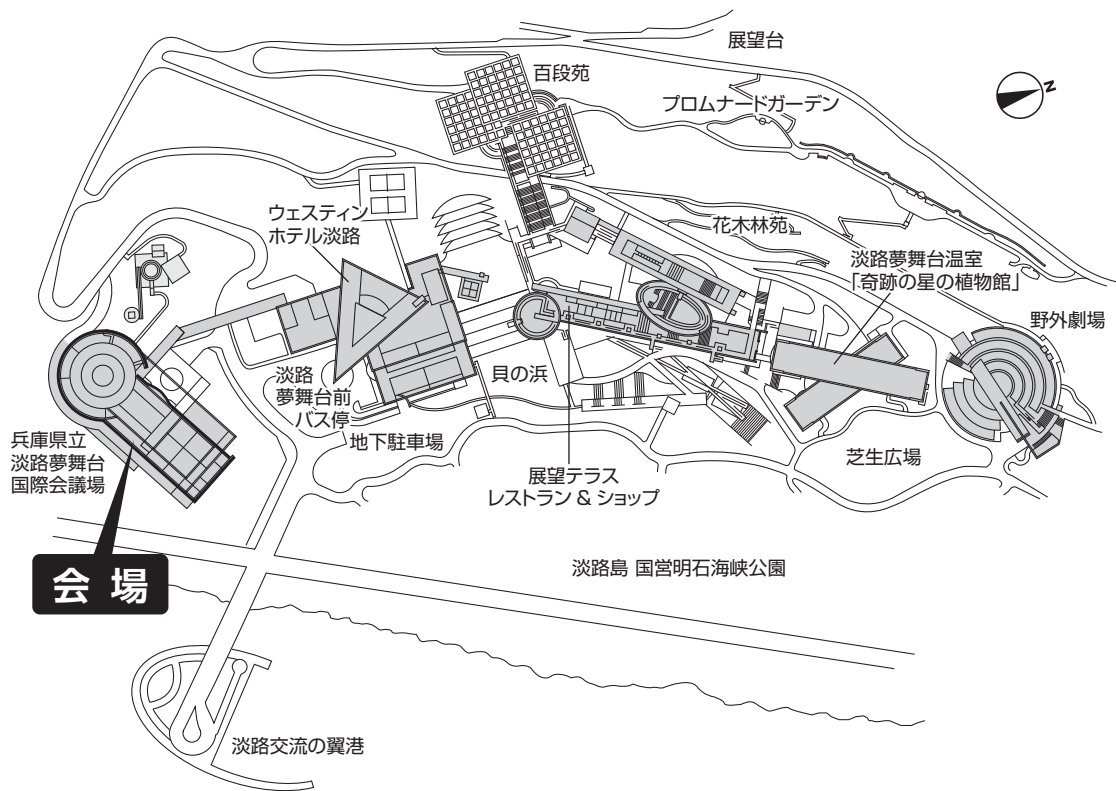 展望台
百段苑
プロムナードガーデン
N
ウェスティン
ホテル淡路
花木林苑
淡路夢舞台温室
「奇跡の星の植物館」
野外劇場
貝の浜
淡路
夢舞台前
バス停
地下駐車場
兵庫県立
淡路夢舞台
国際会議場
芝生広場
展望テラス
レストラン & ショップ
会場
淡路島 国営明石海峡公園
淡路交流の翼港